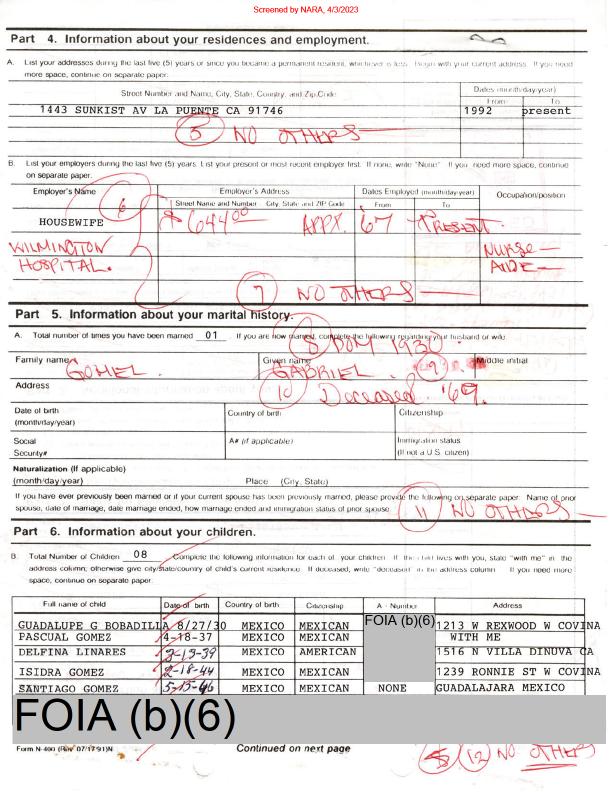 Screened by NARA, 4/3/2023
Part 4. Information about your residences and employment.
A. List your addresses during the last five (5) years or since you became a permanent resident, whichever is less. Begin with your current address. If you need
more space, continue on separate paper.
Street Number and Name, City, State, Country, and Zip Code
Dates (month/day/year)
From To
1443 SUNKIST AV LA PUENTE CA 91746 1992 present
5 NO OTHERS
B. List your employers during the last five (5) years. List your present or most recent employer first. If none, write "None". If you need more space, continue
on separate paper.
Employer's Name Employer's Address Dates Employed (month/day/year) Occupation/position
Street Name and Number City, State and ZIP Code From To
6
HOUSEWIFE $644.00 APPX. 67 PRESENT.
WILMINGTON NURSE
HOSPITAL. AIDE
7 NO OTHERS
Part 5. Information about your marital history.
A. Total number of times you have been married 01 If you are now married, complete the following regarding your husband or wife.
8 DOM 1930.
Family name Given name Middle initial
GOMEZ. GABRIEL. 9
Address 10 Deceased '69.
Date of birth
(month/day/year)
Country of birth
Citizenship
Social
Security#
A# (if applicable)
Immigration status
(If not a U.S. citizen)
Naturalization (If applicable)
(month/day/year) Place (City, State)
If you have ever previously been married or if your current spouse has been previously married, please provide the following on separate paper: Name of prior
spouse, date of marriage, date marriage ended, how marriage ended and immigration status of prior spouse.
11 NO OTHERS
Part 6. Information about your children.
B. Total Number of Children 08 Complete the following information for each of your children. If the child lives with you, state "with me" in the
address column; otherwise give city/state/country of child's current residence. If deceased, write "deceased" in the address column. If you need more
space, continue on separate paper.
Full name of child Date of birth Country of birth Citizenship A - Number Address
GUADALUPE G BOBADILLA 8/27/30 MEXICO MEXICAN FOIA (b)(6) 1213 W REXWOOD W COVINA
PASCUAL GOMEZ 4-18-37 MEXICO MEXICAN WITH ME
DELFINA LINARES 3-13-39 MEXICO AMERICAN 1516 N VILLA DINUVA CA
ISIDRA GOMEZ 2-18-44 MEXICO MEXICAN 1239 RONNIE ST W COVINA
SANTIAGO GOMEZ 5-15-46 MEXICO MEXICAN NONE GUADALAJARA MEXICO
FOIA (b)(6)
Form N-400 (Rev. 07/17/91)N Continued on next page
12 NO OTHERS